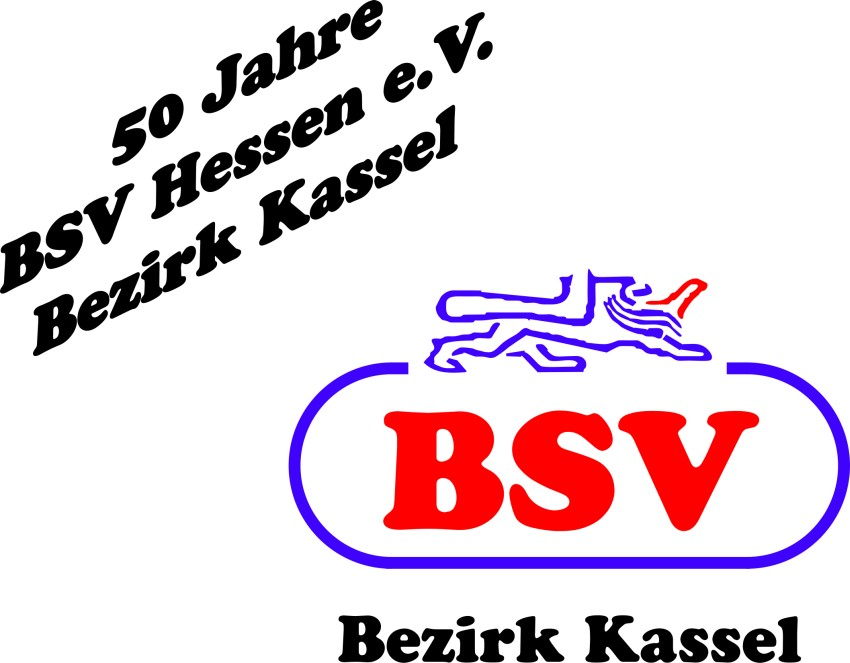 50 Jahre
BSV Hessen e.V.
Bezirk Kassel
BSV
Bezirk Kassel